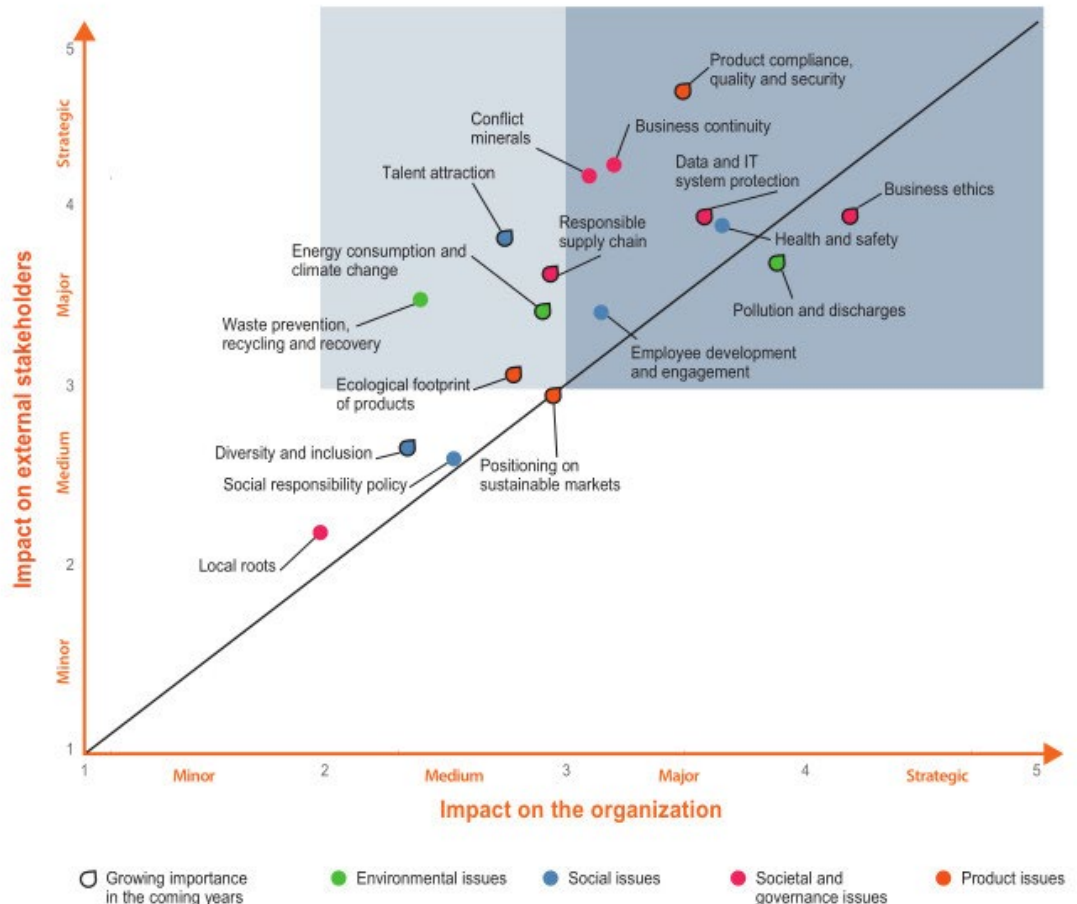 5
Strategic
4
Major
3
Medium
2
Minor
1
Impact on external stakeholders
Product compliance,
quality and security
Conflict
minerals
Business continuity
Talent attraction
Data and IT
system protection
Business ethics
Responsible
supply chain
Energy consumption and
climate change
Health and safety
Waste prevention,
recycling and recovery
Pollution and discharges
Employee development
and engagement
Ecological footprint
of products
Diversity and inclusion
Positioning on
sustainable markets
Social responsibility policy
Local roots
1
Minor
2
Medium
3
Major
4
Strategic
5
Impact on the organization
Growing importance
in the coming years
Environmental issues
Social issues
Societal and
governance issues
Product issues